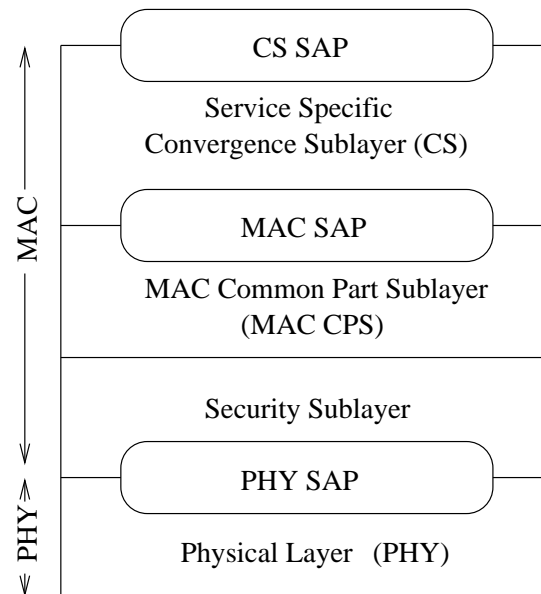 CS SAP
Service Specific
Convergence Sublayer (CS)
MAC
MAC SAP
MAC Common Part Sublayer
(MAC CPS)
Security Sublayer
PHY SAP
PHY
Physical Layer (PHY)